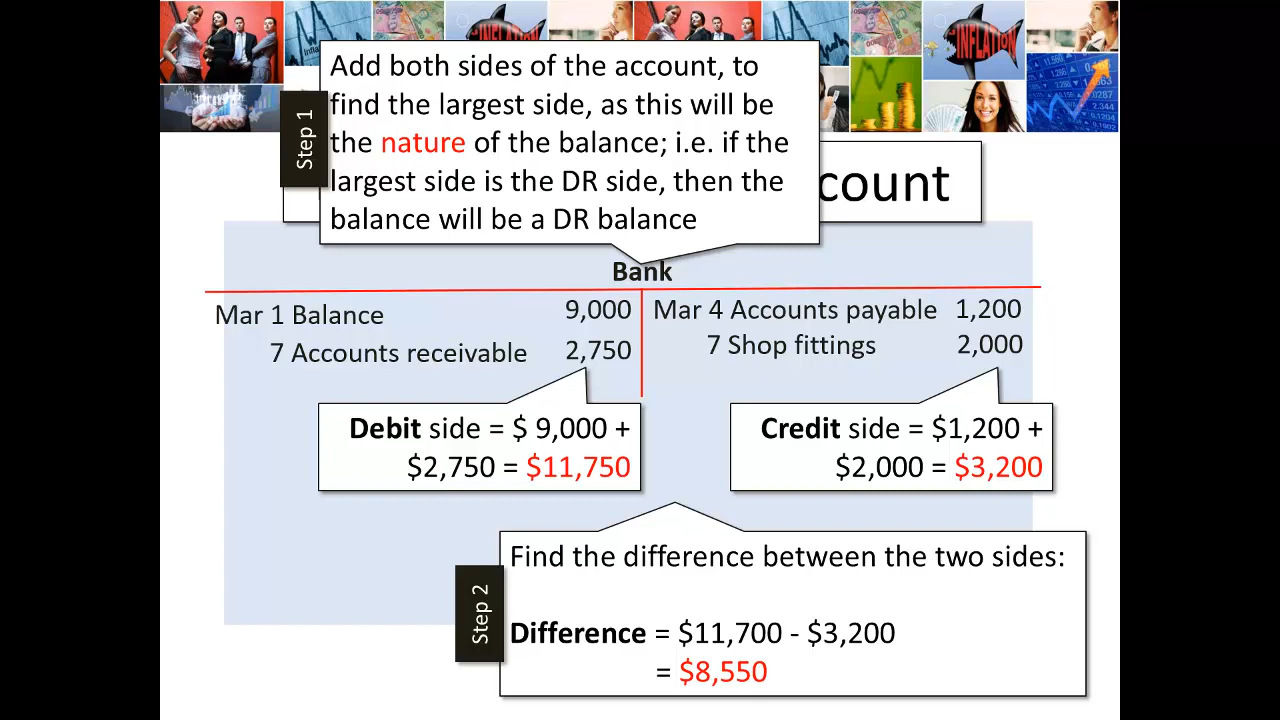 INFLATION
Add both sides of the account, to
find the largest side, as this will be
the nature of the balance; i.e. if the
largest side is the DR side, then the
balance will be a DR balance
Step 1
count
Bank
Mar 1 Balance 9,000 Mar 4 Accounts payable 1,200
7 Accounts receivable 2,750 7 Shop fittings 2,000
Debit side = $ 9,000 +
$2,750 = $11,750
Credit side = $1,200 +
$2,000 = $3,200
Step 2
Find the difference between the two sides:
Difference = $11,700 - $3,200
= $8,550